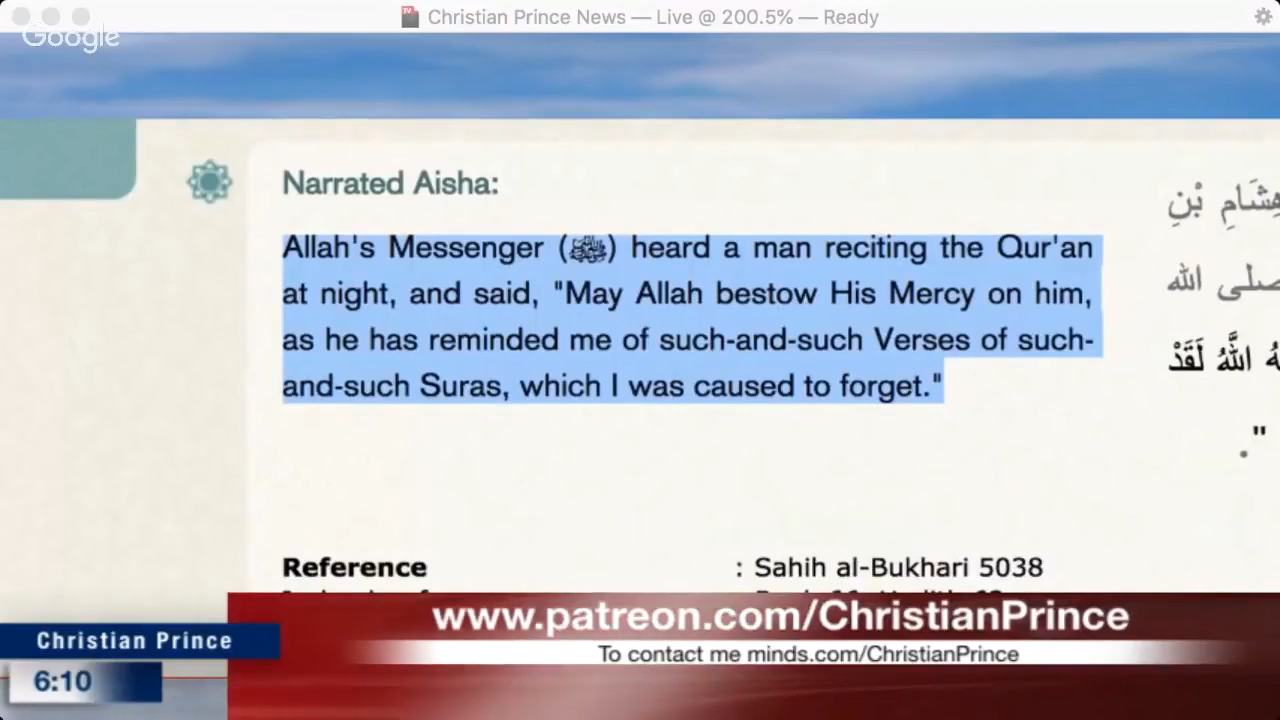 Christian Prince News — Live @ 200.5% — Ready
Google
Narrated Aisha:
Allah's Messenger (ﷺ) heard a man reciting the Qur'an
at night, and said, "May Allah bestow His Mercy on him,
as he has reminded me of such-and-such Verses of such-
and-such Suras, which I was caused to forget."
هِشَامِ بْنِ
صلى الله
اللَّهُ لَقَدْ
‏"‏‏.‏
Reference : Sahih al-Bukhari 5038
www.patreon.com/ChristianPrince
To contact me minds.com/ChristianPrince
Christian Prince
6:10